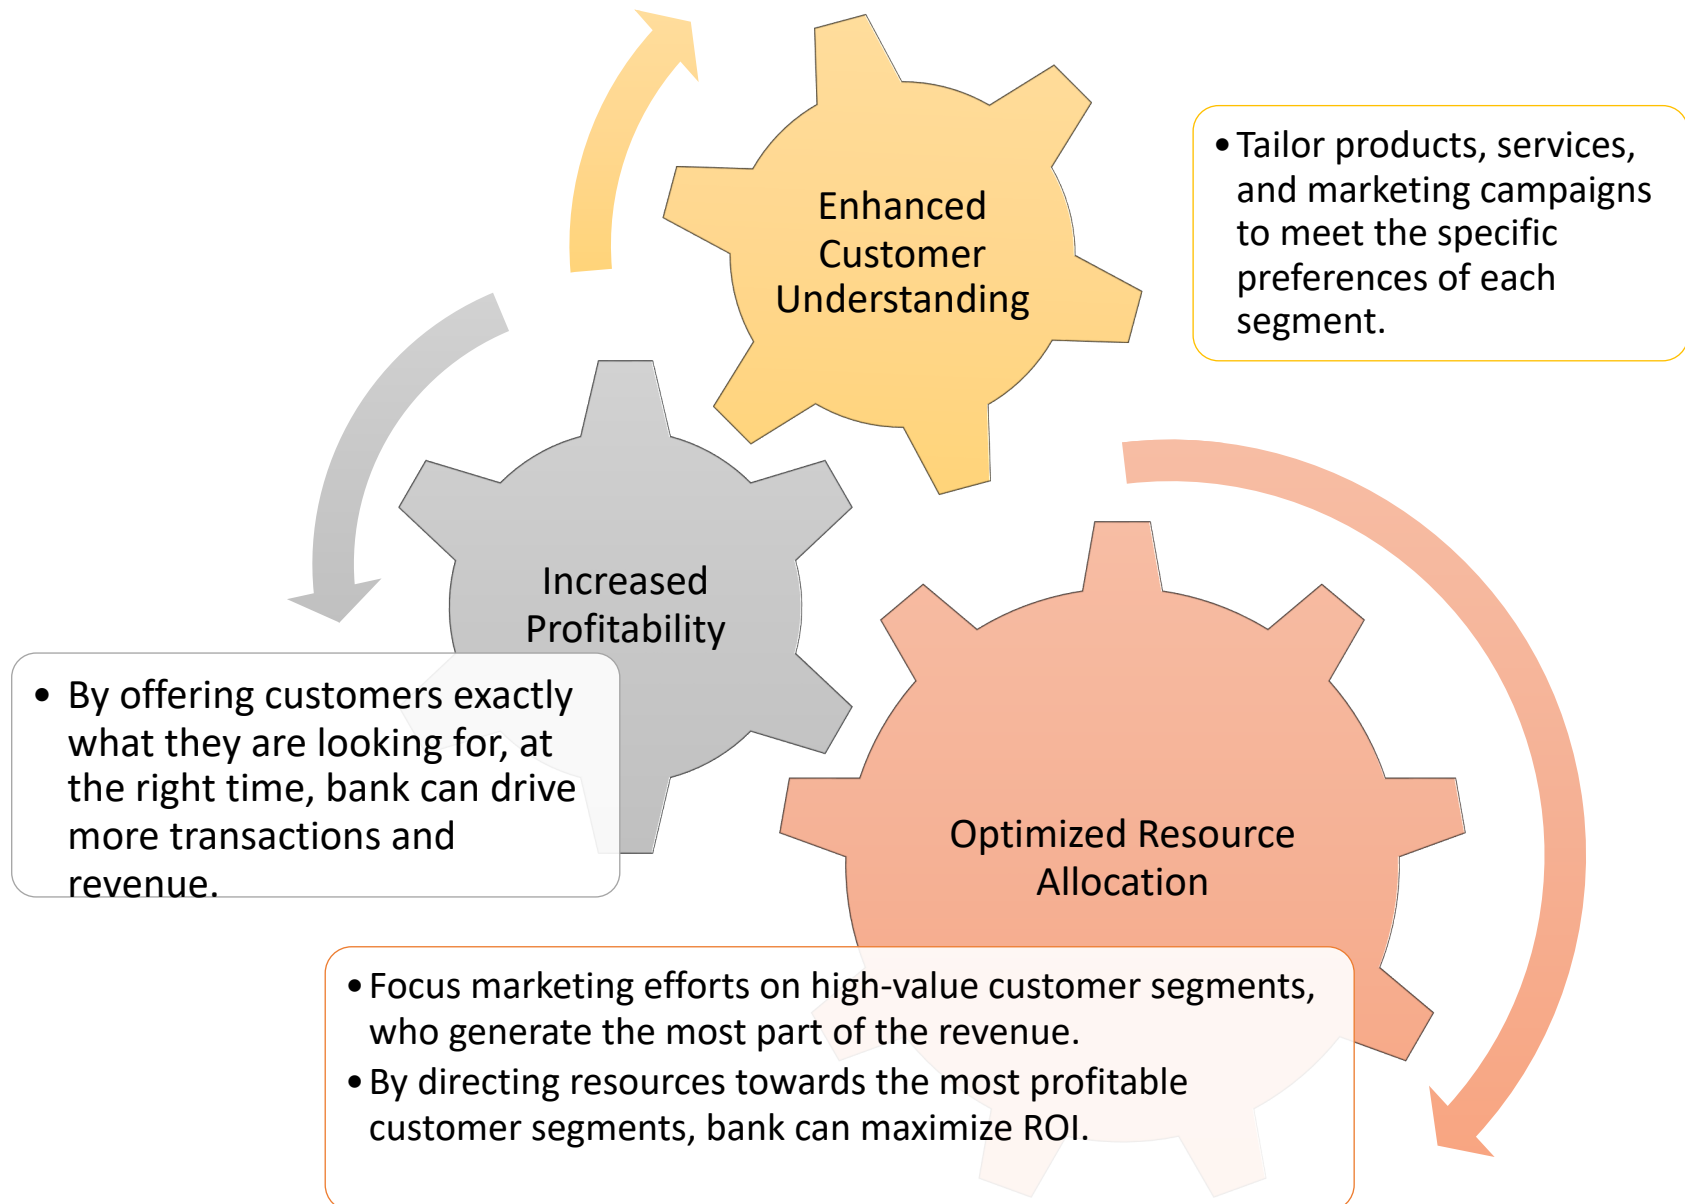 Enhanced
Customer
Understanding
• Tailor products, services,
and marketing campaigns
to meet the specific
preferences of each
segment.
Increased
Profitability
• By offering customers exactly
what they are looking for, at
the right time, bank can drive
more transactions and
revenue.
Optimized Resource
Allocation
• Focus marketing efforts on high-value customer segments,
who generate the most part of the revenue.
• By directing resources towards the most profitable
customer segments, bank can maximize ROI.